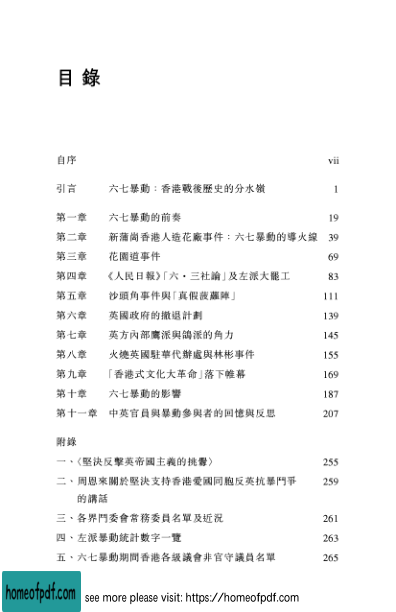 目錄
自序 vii
引言 六七暴動：香港戰後歷史的分水嶺 1
第一章 六七暴動的前奏 19
第二章 新蒲崗香港人造花廠事件：六七暴動的導火線 39
第三章 花園道事件 69
第四章 《人民日報》「六・三社論」及左派大罷工 83
第五章 沙頭角事件與「真假菠蘿陣」 111
第六章 英國政府的撤退計劃 139
第七章 英方內部鷹派與鴿派的角力 145
第八章 火燒英國駐華代辦處與林彬事件 155
第九章 「香港式文化大革命」落下帷幕 169
第十章 六七暴動的影響 187
第十一章 中英官員與暴動參與者的回憶與反思 207
附錄
一、〈堅決反擊英帝國主義的挑釁〉 255
二、周恩來關於堅決支持香港愛國同胞反英抗暴鬥爭 259
的講話
三、各界鬥委會常務委員名單及近況 261
四、左派暴動統計數字一覽 263
五、六七暴動期間香港各級議會非官守議員名單 265
homeofpdf.com
see more please visit: https://homeofpdf.com